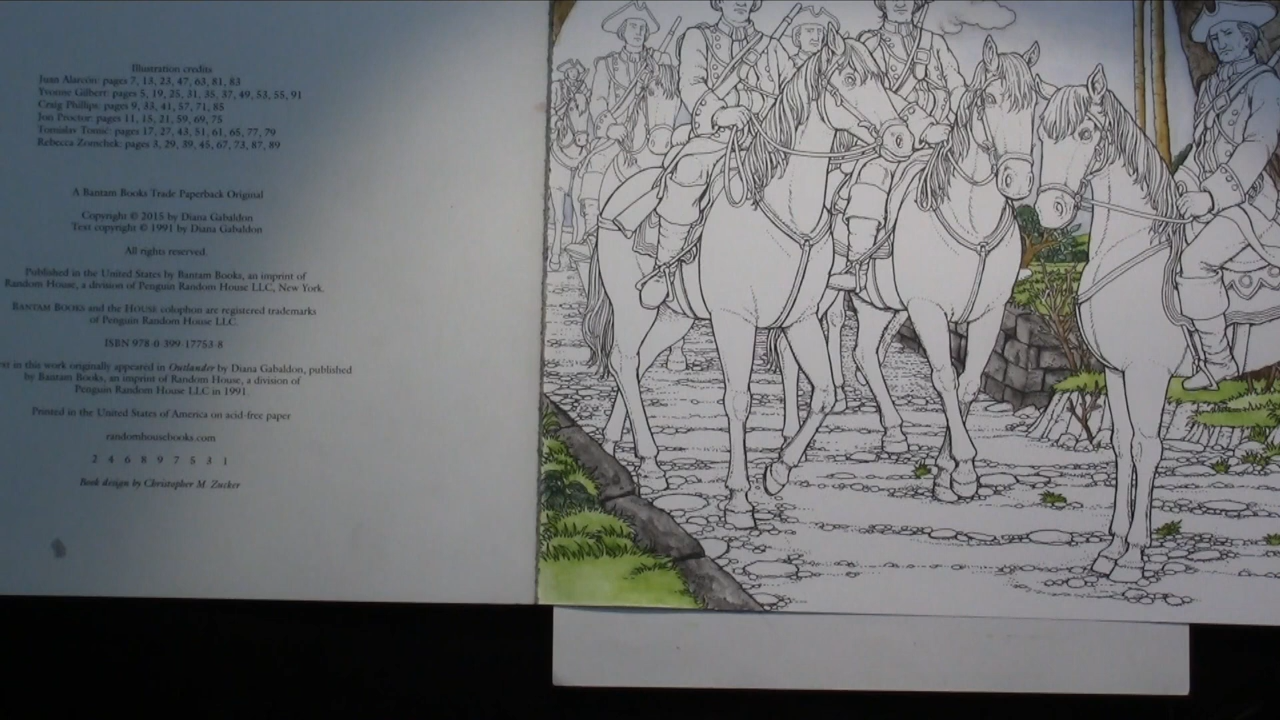 Illustration credits
Juan Alarcón: pages 7, 13, 23, 47, 63, 81, 83
Yvonne Gilbert: pages 5, 19, 25, 31, 35, 37, 49, 53, 55, 91
Craig Phillips: pages 9, 33, 41, 57, 71, 85
Jon Proctor: pages 11, 15, 21, 59, 69, 75
Tomislav Tomić: pages 17, 27, 43, 51, 61, 65, 77, 79
Rebecca Zomchek: pages 3, 29, 39, 45, 67, 73, 87, 89
A Bantam Books Trade Paperback Original
Copyright © 2015 by Diana Gabaldon
Text copyright © 1991 by Diana Gabaldon
All rights reserved.
Published in the United States by Bantam Books, an imprint of
Random House, a division of Penguin Random House LLC, New York.
BANTAM BOOKS and the HOUSE colophon are registered trademarks
of Penguin Random House LLC.
ISBN 978-0-399-17753-8
in this work originally appeared in Outlander by Diana Gabaldon, published
by Bantam Books, an imprint of Random House, a division of
Penguin Random House LLC in 1991.
Printed in the United States of America on acid-free paper
randomhousebooks.com
2 4 6 8 9 7 5 3 1
Book design by Christopher M. Zucker